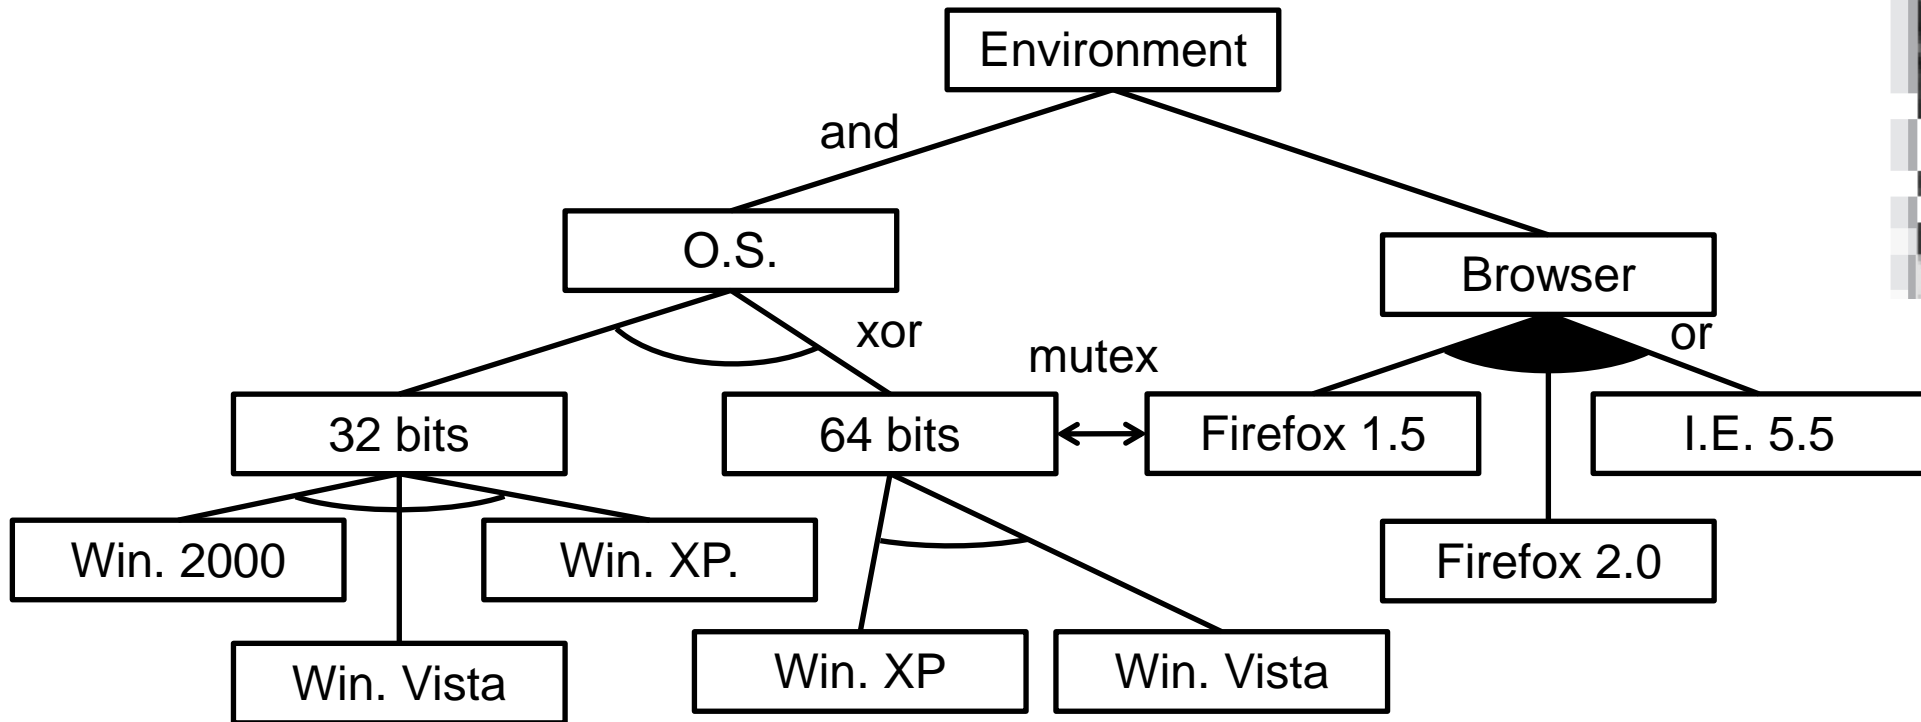 Environment
and
O.S.
Browser
xor
or
mutex
32 bits
64 bits
Firefox 1.5
I.E. 5.5
Win. 2000
Win. XP.
Firefox 2.0
Win. Vista
Win. XP
Win. Vista